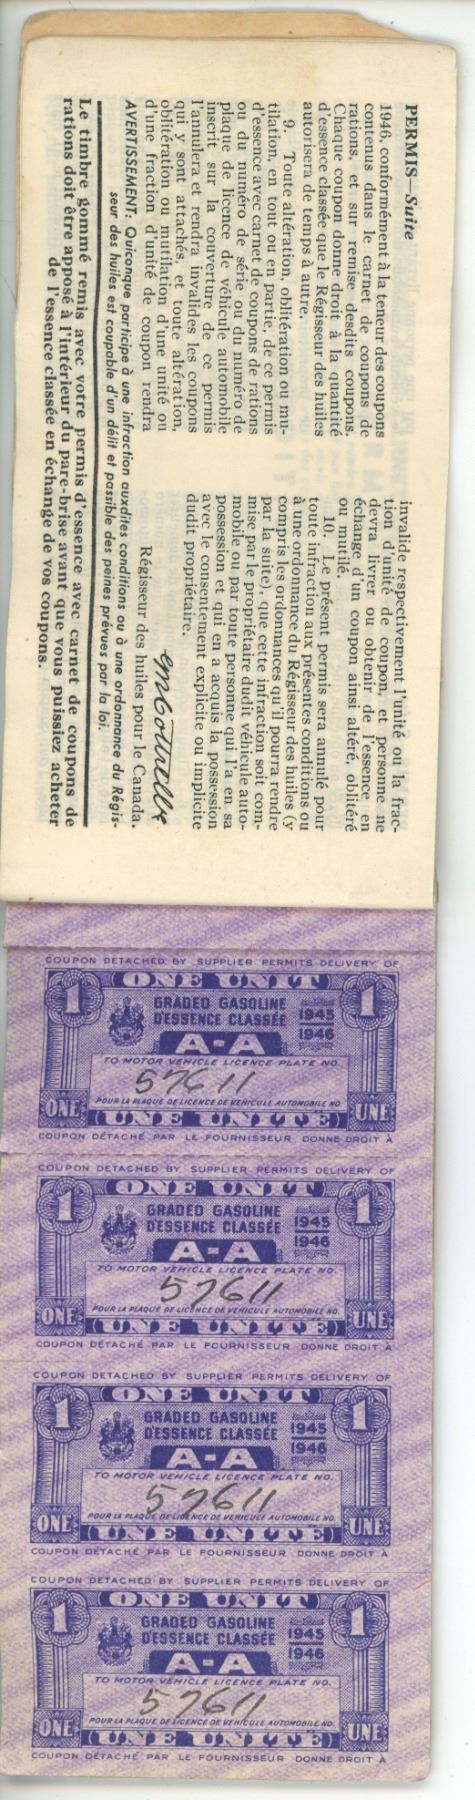 PERMIS—Suite
1946, conformément à la teneur des coupons
contenus dans le carnet de coupons de
rations, et sur remise desdits coupons.
Chaque coupon donne droit à la quantité
d'essence classée que le Régisseur des huiles
autorisera de temps à autre.
9. Toute altération, oblitération ou mu-
tilation, en tout ou en partie, de ce permis
d'essence avec carnet de coupons de rations
ou du numéro de série ou du numéro de
plaque de licence de véhicule automobile
inscrit sur la couverture de ce permis
l'annulera et rendra invalides les coupons
qui y sont attachés, et toute altération,
oblitération ou mutilation d'une unité ou
d'une fraction d'unité de coupon rendra
invalide respectivement l'unité ou la frac-
tion d'unité de coupon, et personne ne
devra livrer ou obtenir de l'essence en
échange d'un coupon ainsi altéré, oblitéré
ou mutilé.
10. Le présent permis sera annulé pour
toute infraction aux présentes conditions ou
à une ordonnance du Régisseur des huiles (y
compris les ordonnances qu'il pourra rendre
par la suite), que cette infraction soit com-
mise par le propriétaire dudit véhicule auto-
mobile ou par toute personne qui l'a en sa
possession et qui en a acquis la possession
avec le consentement explicite ou implicite
dudit propriétaire.
Régisseur des huiles pour le Canada.
AVERTISSEMENT: Quiconque participe à une infraction auxdites conditions ou à une ordonnance du Régis-
seur des huiles est coupable d'un délit et passible des peines prévues par la loi.
Le timbre gommé remis avec votre permis d'essence avec carnet de coupons de
rations doit être apposé à l'intérieur du pare-brise avant que vous puissiez acheter
de l'essence classée en échange de vos coupons.
COUPON DETACHED BY SUPPLIER PERMITS DELIVERY OF
ONE UNIT
1 1
GRADED GASOLINE
D'ESSENCE CLASSÉE
1945
1946
A-A
TO MOTOR VEHICLE LICENCE PLATE NO.
57611
POUR LA PLAQUE DE LICENCE DE VEHICULE AUTOMOBILE NO.
ONE UNE UNITÉ UNE
COUPON DÉTACHÉ PAR LE FOURNISSEUR DONNE DROIT À
COUPON DETACHED BY SUPPLIER PERMITS DELIVERY OF
ONE UNIT
1 1
GRADED GASOLINE
D'ESSENCE CLASSÉE
1945
1946
A-A
TO MOTOR VEHICLE LICENCE PLATE NO.
57611
POUR LA PLAQUE DE LICENCE DE VEHICULE AUTOMOBILE NO.
ONE UNE UNITÉ UNE
COUPON DÉTACHÉ PAR LE FOURNISSEUR DONNE DROIT À
COUPON DETACHED BY SUPPLIER PERMITS DELIVERY OF
ONE UNIT
1 1
GRADED GASOLINE
D'ESSENCE CLASSÉE
1945
1946
A-A
TO MOTOR VEHICLE LICENCE PLATE NO.
57611
POUR LA PLAQUE DE LICENCE DE VEHICULE AUTOMOBILE NO.
ONE UNE UNITÉ UNE
COUPON DÉTACHÉ PAR LE FOURNISSEUR DONNE DROIT À
COUPON DETACHED BY SUPPLIER PERMITS DELIVERY OF
ONE UNIT
1 1
GRADED GASOLINE
D'ESSENCE CLASSÉE
1945
1946
A-A
TO MOTOR VEHICLE LICENCE PLATE NO.
57611
POUR LA PLAQUE DE LICENCE DE VEHICULE AUTOMOBILE NO.
ONE UNE UNITÉ UNE
COUPON DÉTACHÉ PAR LE FOURNISSEUR DONNE DROIT À